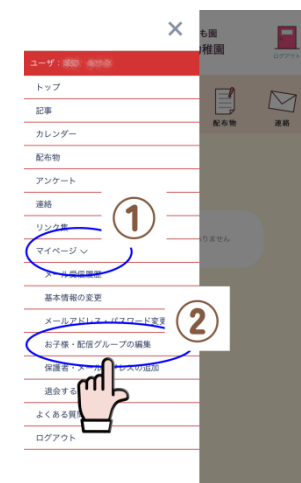 も園
稚園
ログアウト
ユーザ：
トップ
記事
カレンダー
配布物
アンケート
連絡
リンク集
マイページ
メール受信履歴
基本情報の変更
メールアドレス・パスワード変更
お子様・配信グループの編集
保護者・メールアドレスの追加
退会する
よくある質問
ログアウト
配布物
連絡
りません
①
②